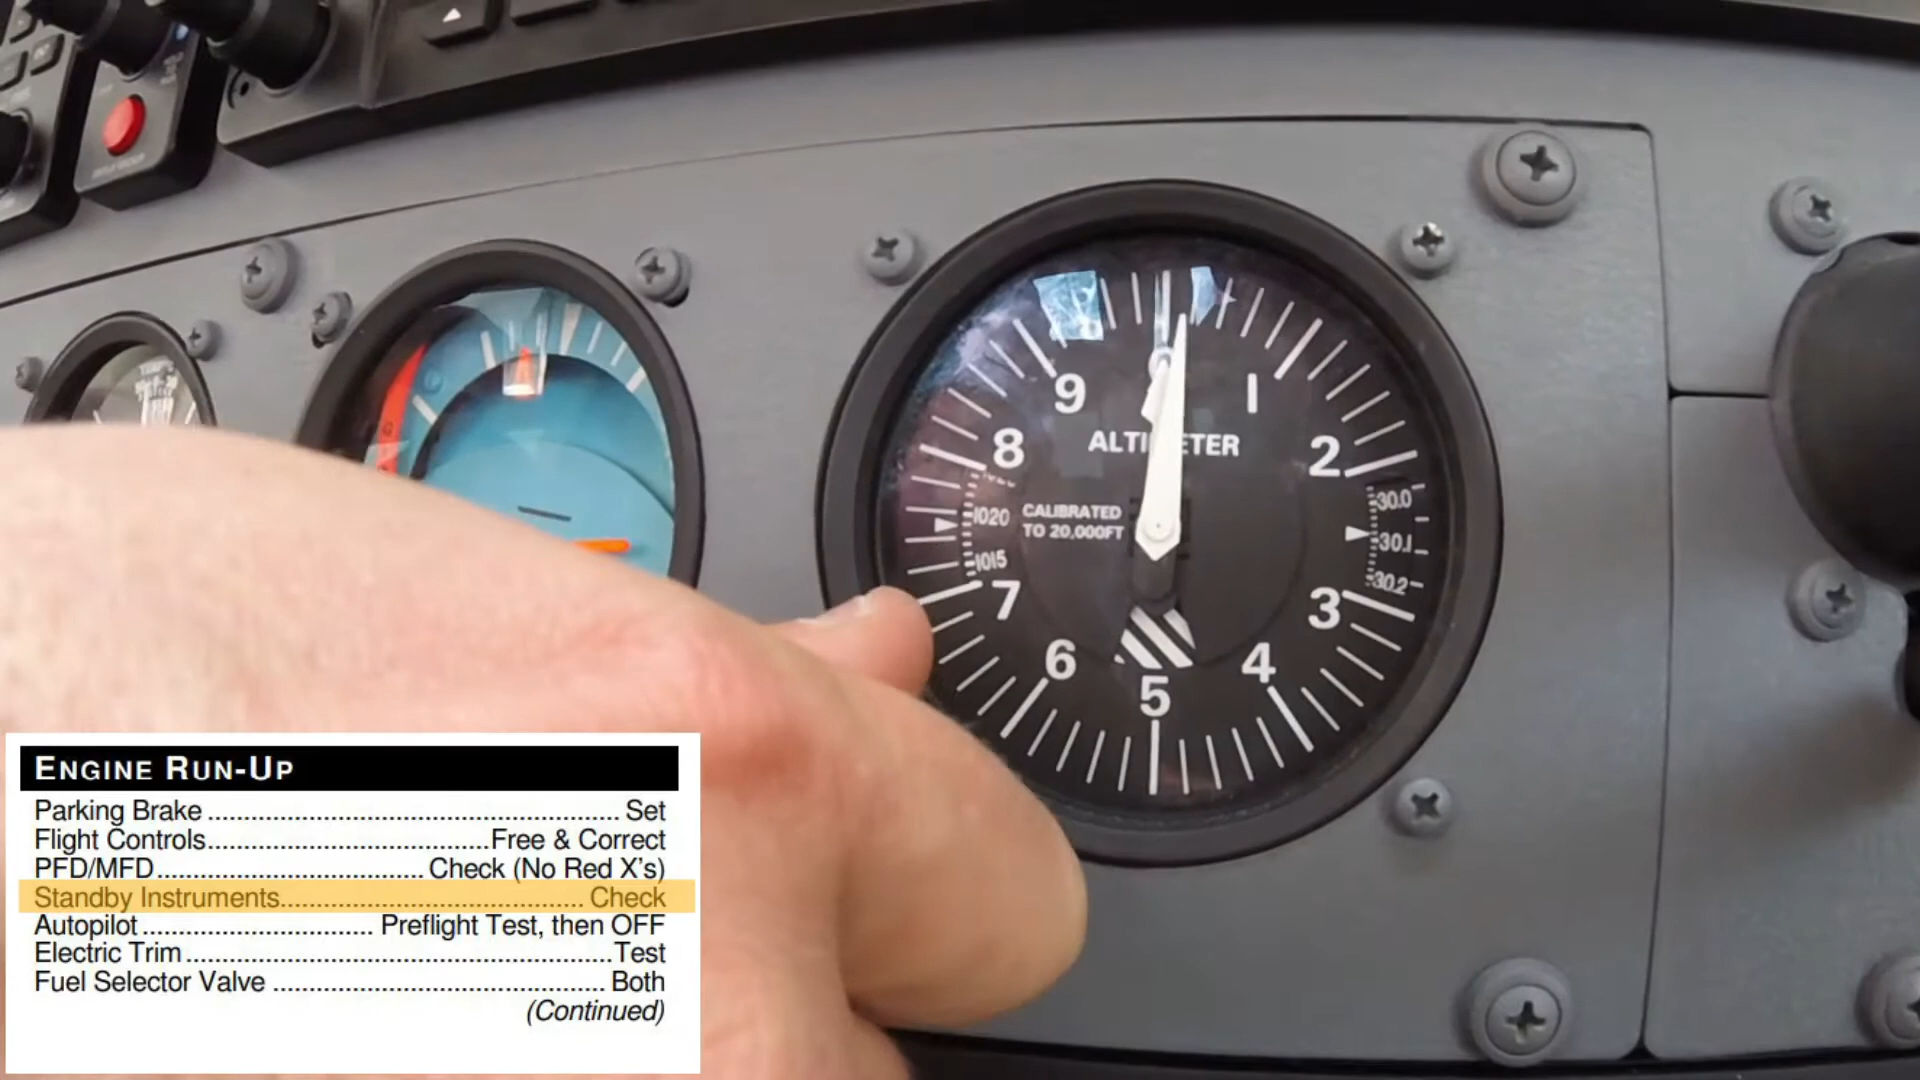 9
1
8
ALTIMETER
2
30.0
1020
CALIBRATED
TO 20,000FT
30.1
1015
30.2
7
3
6
4
5
ENGINE RUN-UP
Parking Brake ........................................................ Set
Flight Controls.......................................Free & Correct
PFD/MFD..................................... Check (No Red X's)
Standby Instruments.......................................... Check
Autopilot ................................ Preflight Test, then OFF
Electric Trim...........................................................Test
Fuel Selector Valve .............................................. Both
(Continued)